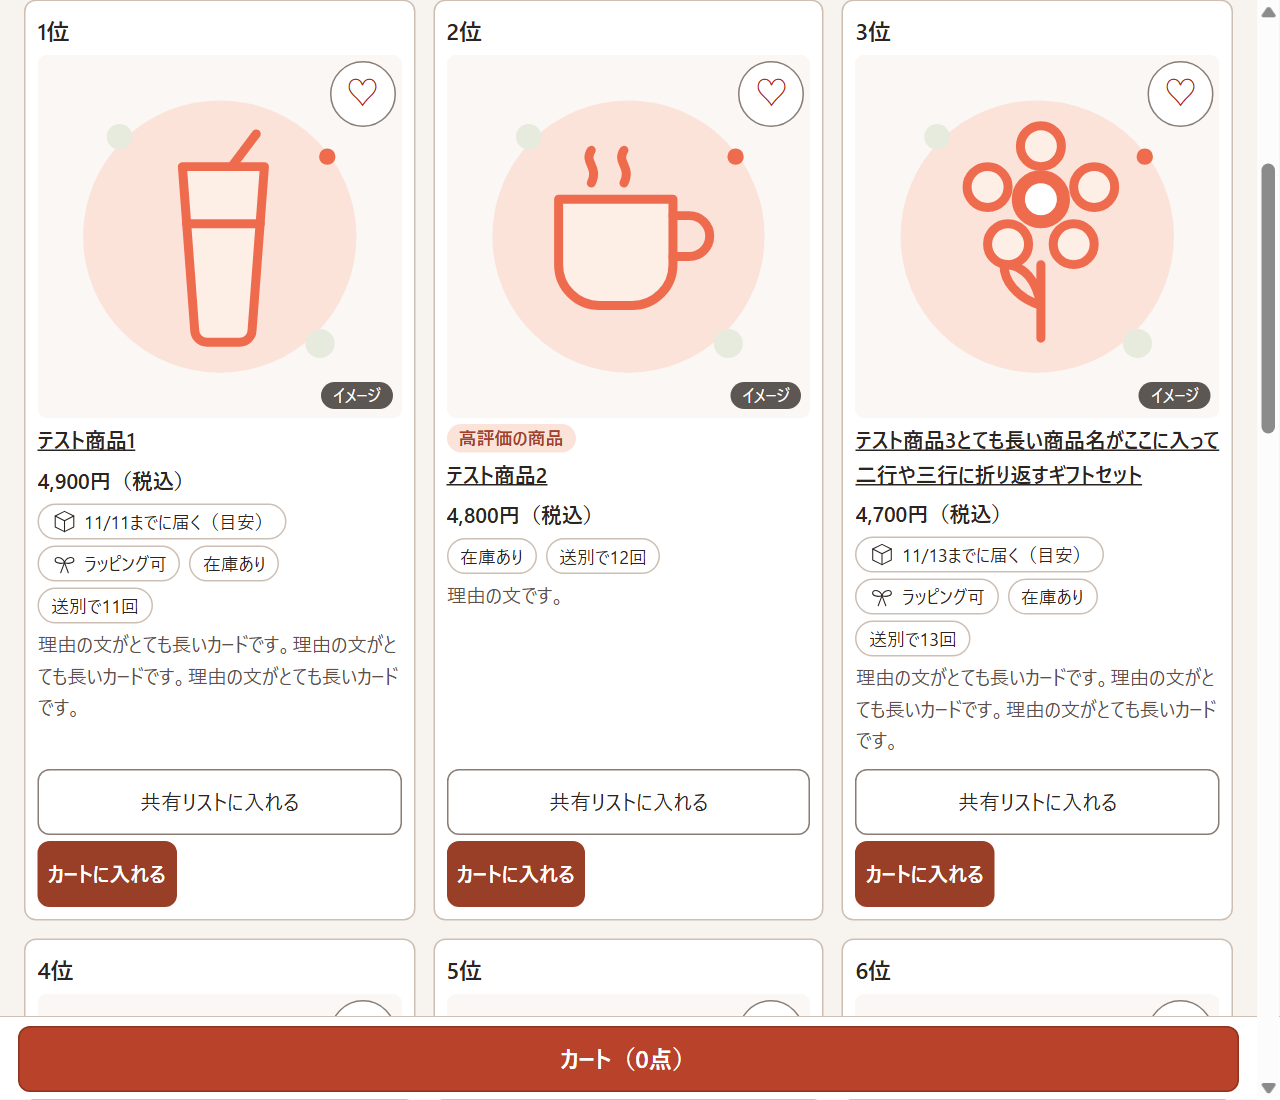 1位
イメージ
テスト商品1
4,900円（税込）
11/11までに届く（目安）
ラッピング可
在庫あり
送別で11回
理由の文がとても長いカードです。理由の文がと
ても長いカードです。理由の文がとても長いカード
です。
共有リストに入れる
カートに入れる
2位
イメージ
高評価の商品
テスト商品2
4,800円（税込）
在庫あり
送別で12回
理由の文です。
共有リストに入れる
カートに入れる
3位
イメージ
テスト商品3とても長い商品名がここに入って
二行や三行に折り返すギフトセット
4,700円（税込）
11/13までに届く（目安）
ラッピング可
在庫あり
送別で13回
理由の文がとても長いカードです。理由の文がと
ても長いカードです。理由の文がとても長いカード
です。
共有リストに入れる
カートに入れる
4位
5位
6位
カート（0点）